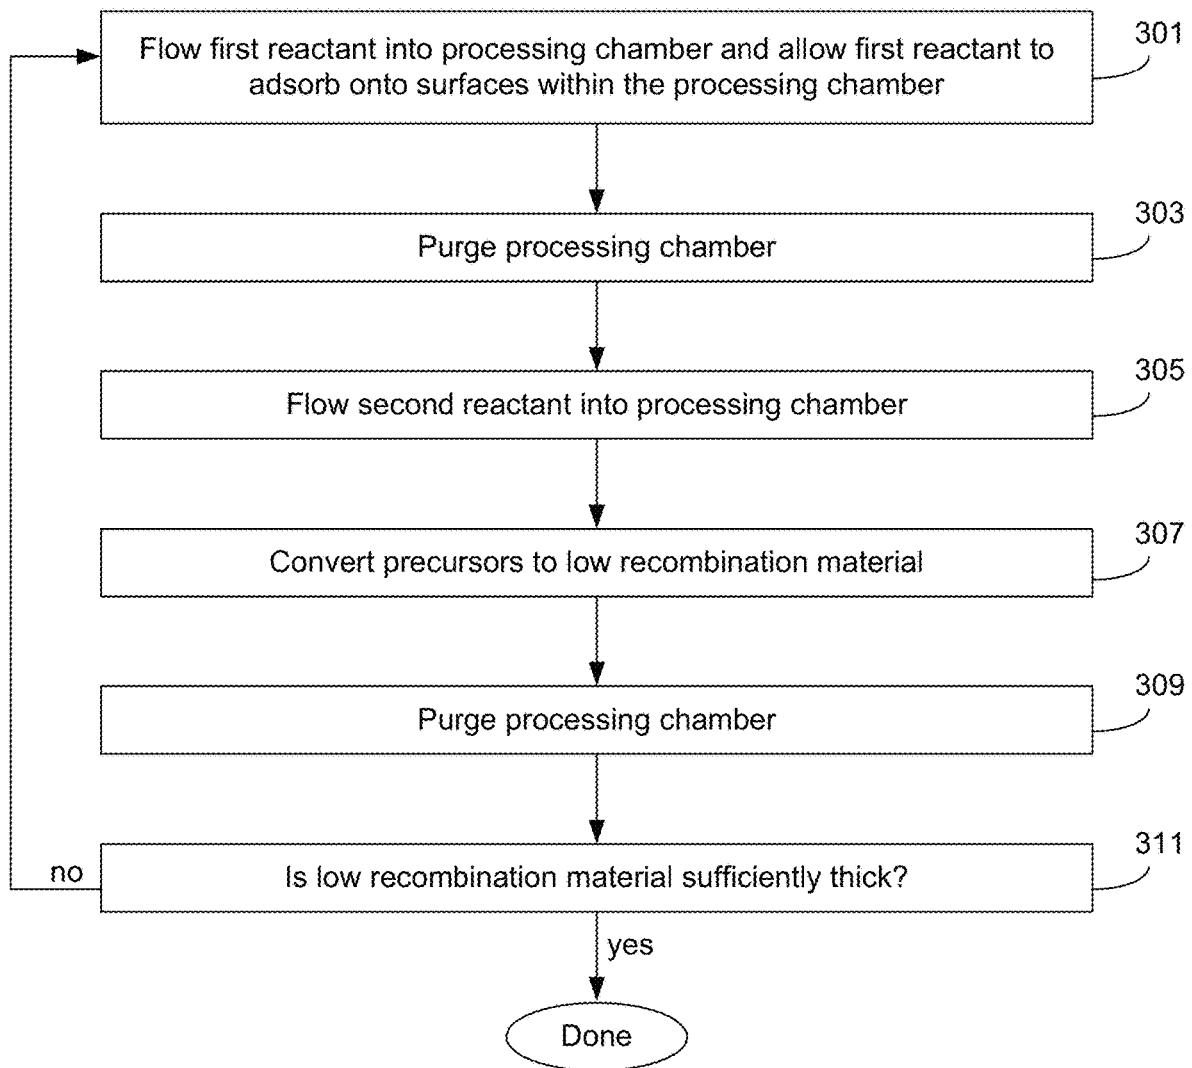 301
Flow first reactant into processing chamber and allow first reactant to
adsorb onto surfaces within the processing chamber
303
Purge processing chamber
305
Flow second reactant into processing chamber
307
Convert precursors to low recombination material
309
Purge processing chamber
311
no
Is low recombination material sufficiently thick?
yes
Done